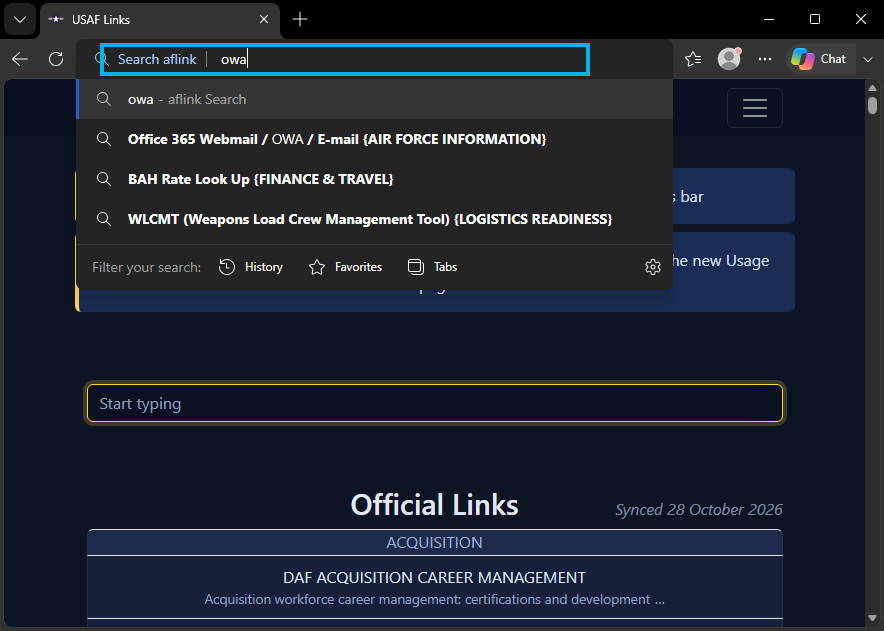 USAF Links
Chat
Search aflink owa
owa - aflink Search
Office 365 Webmail / OWA / E-mail {AIR FORCE INFORMATION}
BAH Rate Look Up {FINANCE & TRAVEL}
WLCMT (Weapons Load Crew Management Tool) {LOGISTICS READINESS}
Filter your search: History Favorites Tabs
bar
he new Usage
Start typing
Official Links
Synced 28 October 2026
ACQUISITION
DAF ACQUISITION CAREER MANAGEMENT
Acquisition workforce career management: certifications and development ...